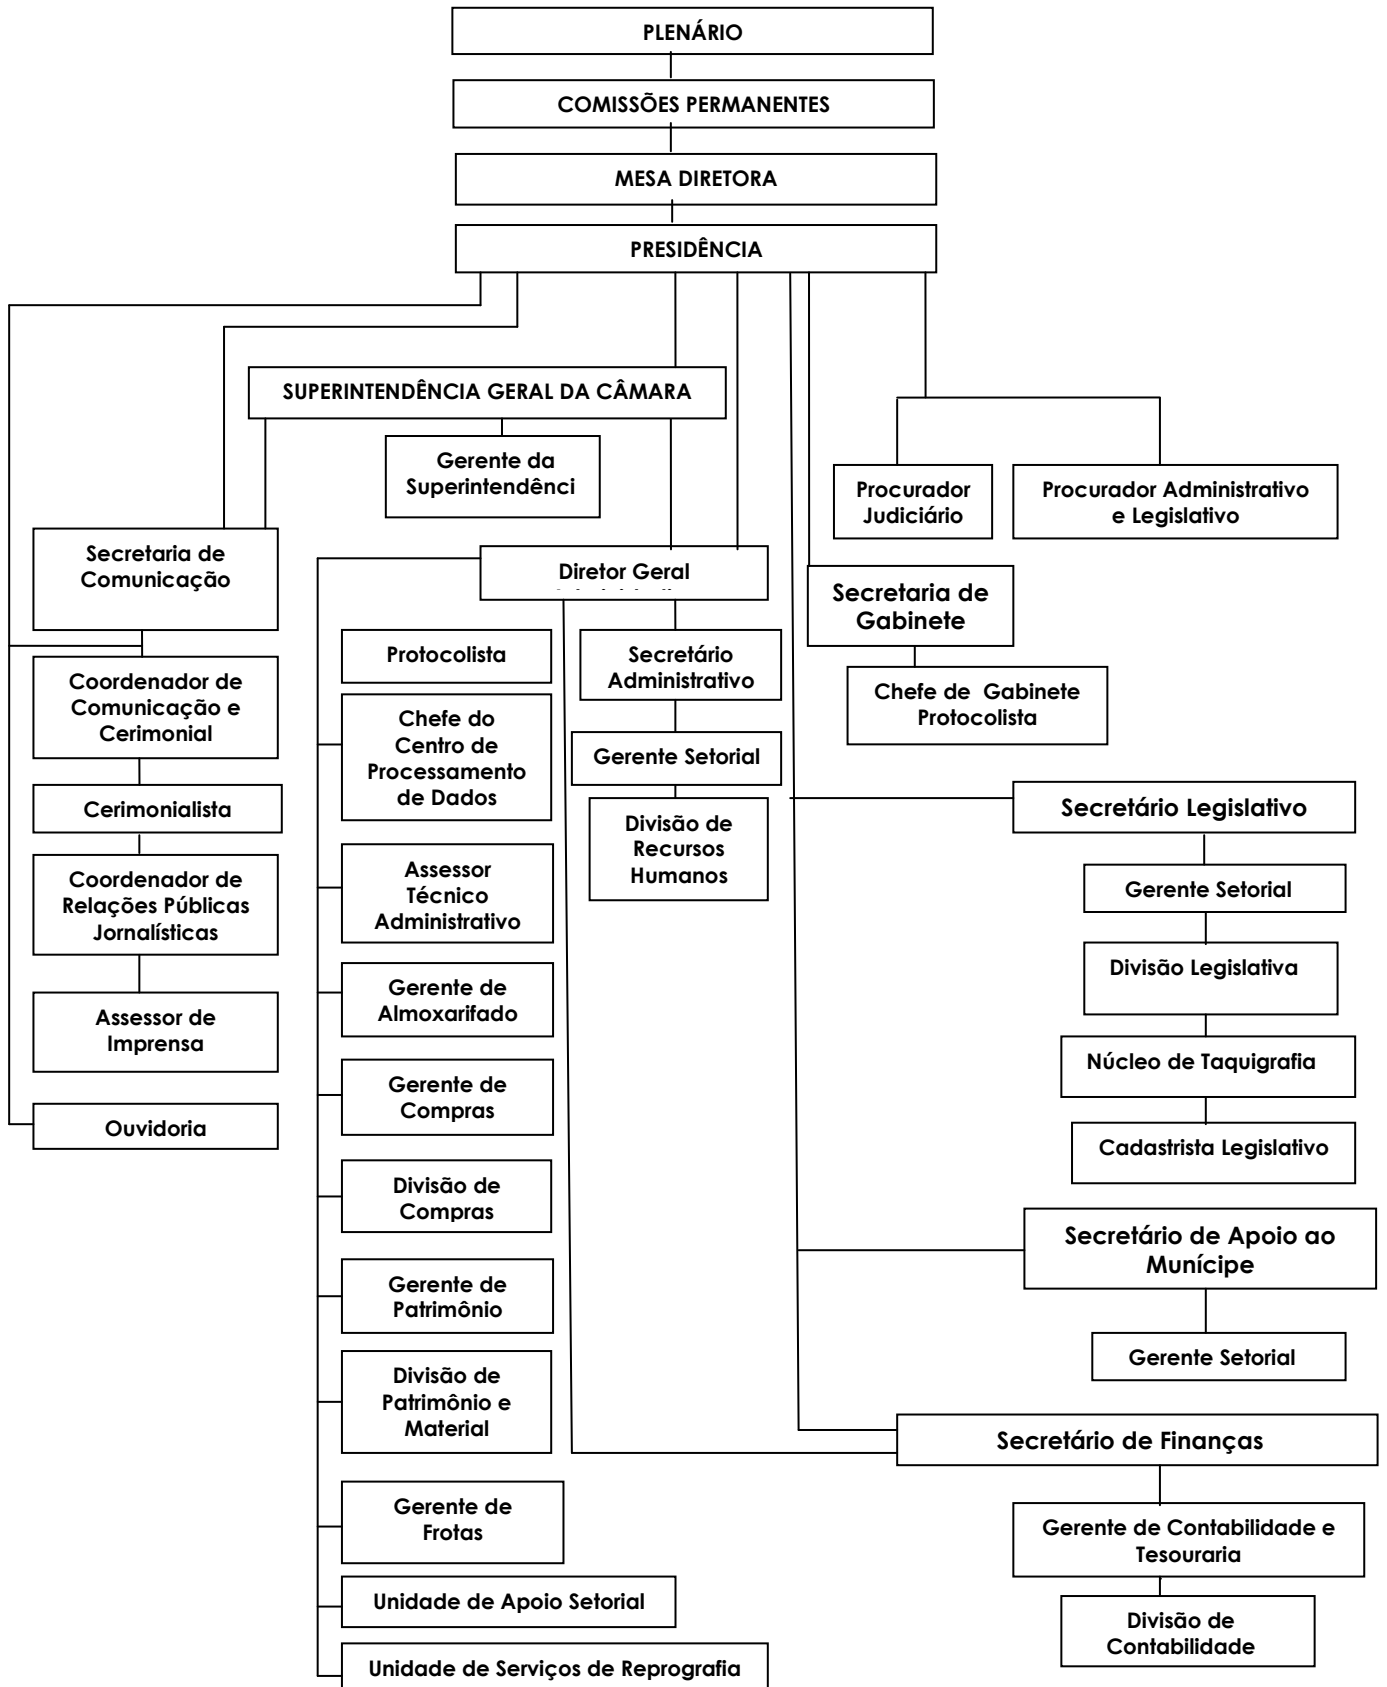 PLENÁRIO
COMISSÕES PERMANENTES
MESA DIRETORA
PRESIDÊNCIA
SUPERINTENDÊNCIA GERAL DA CÂMARA
Gerente da
Superintendênci
Procurador
Judiciário
Procurador Administrativo
e Legislativo
Secretaria de
Comunicação
Diretor Geral
Secretaria de
Gabinete
Chefe de  Gabinete
Protocolista
Coordenador de
Comunicação e
Cerimonial
Cerimonialista
Coordenador de
Relações Públicas
Jornalísticas
Assessor de
Imprensa
Ouvidoria
Protocolista
Chefe do
Centro de
Processamento
de Dados
Assessor
Técnico
Administrativo
Gerente de
Almoxarifado
Gerente de
Compras
Divisão de
Compras
Gerente de
Patrimônio
Divisão de
Patrimônio e
Material
Gerente de
Frotas
Unidade de Apoio Setorial
Unidade de Serviços de Reprografia
Secretário
Administrativo
Gerente Setorial
Divisão de
Recursos
Humanos
Secretário Legislativo
Gerente Setorial
Divisão Legislativa
Núcleo de Taquigrafia
Cadastrista Legislativo
Secretário de Apoio ao
Munícipe
Gerente Setorial
Secretário de Finanças
Gerente de Contabilidade e
Tesouraria
Divisão de
Contabilidade